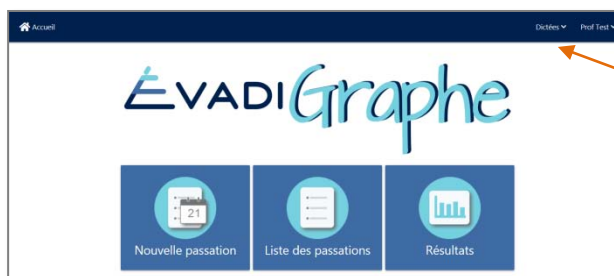 Accueil Dictées Prof Test
ÉvadiGraphe
21
Nouvelle passation Liste des passations Résultats